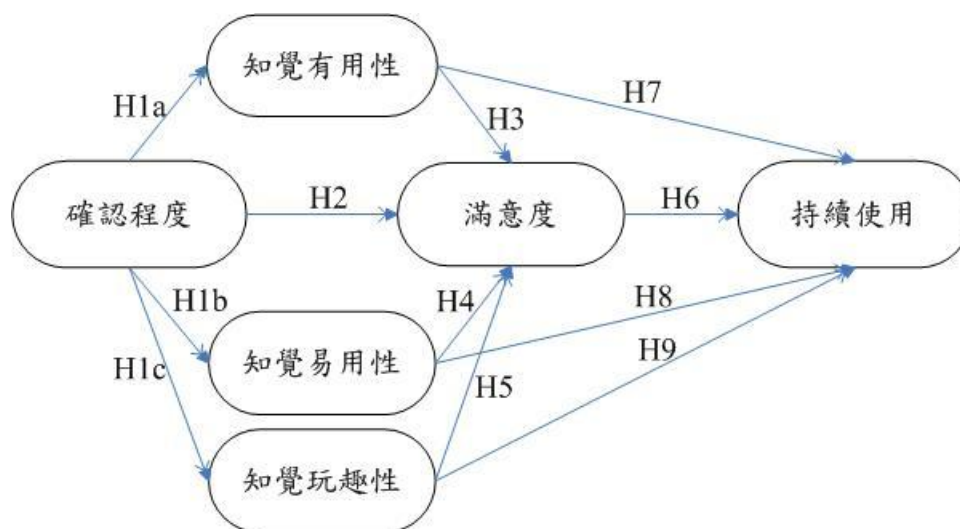 知覺有用性
H1a
H3
H7
確認程度
H2
滿意度
H6
持續使用
H1b
H4
H8
知覺易用性
H1c
H5
H9
知覺玩趣性